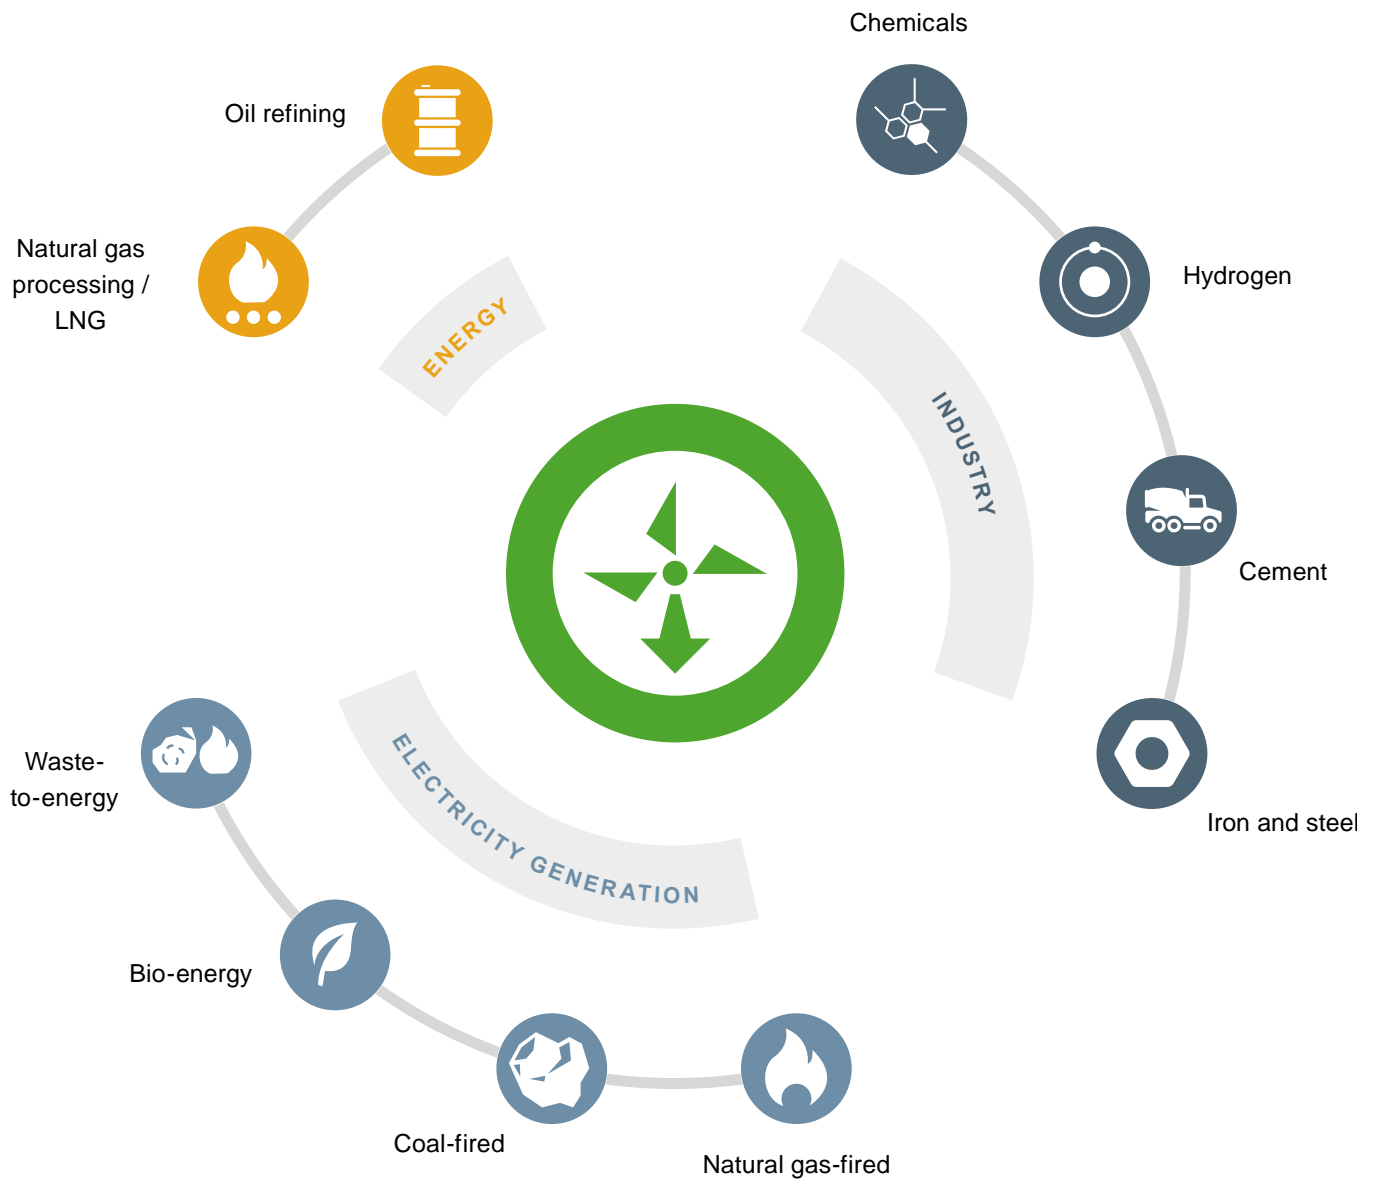 Chemicals
Oil refining
Natural gas
processing /
LNG
Hydrogen
ENERGY
INDUSTRY
Cement
Waste-
to-energy
ELECTRICITY GENERATION
Iron and steel
Bio-energy
Coal-fired
Natural gas-fired